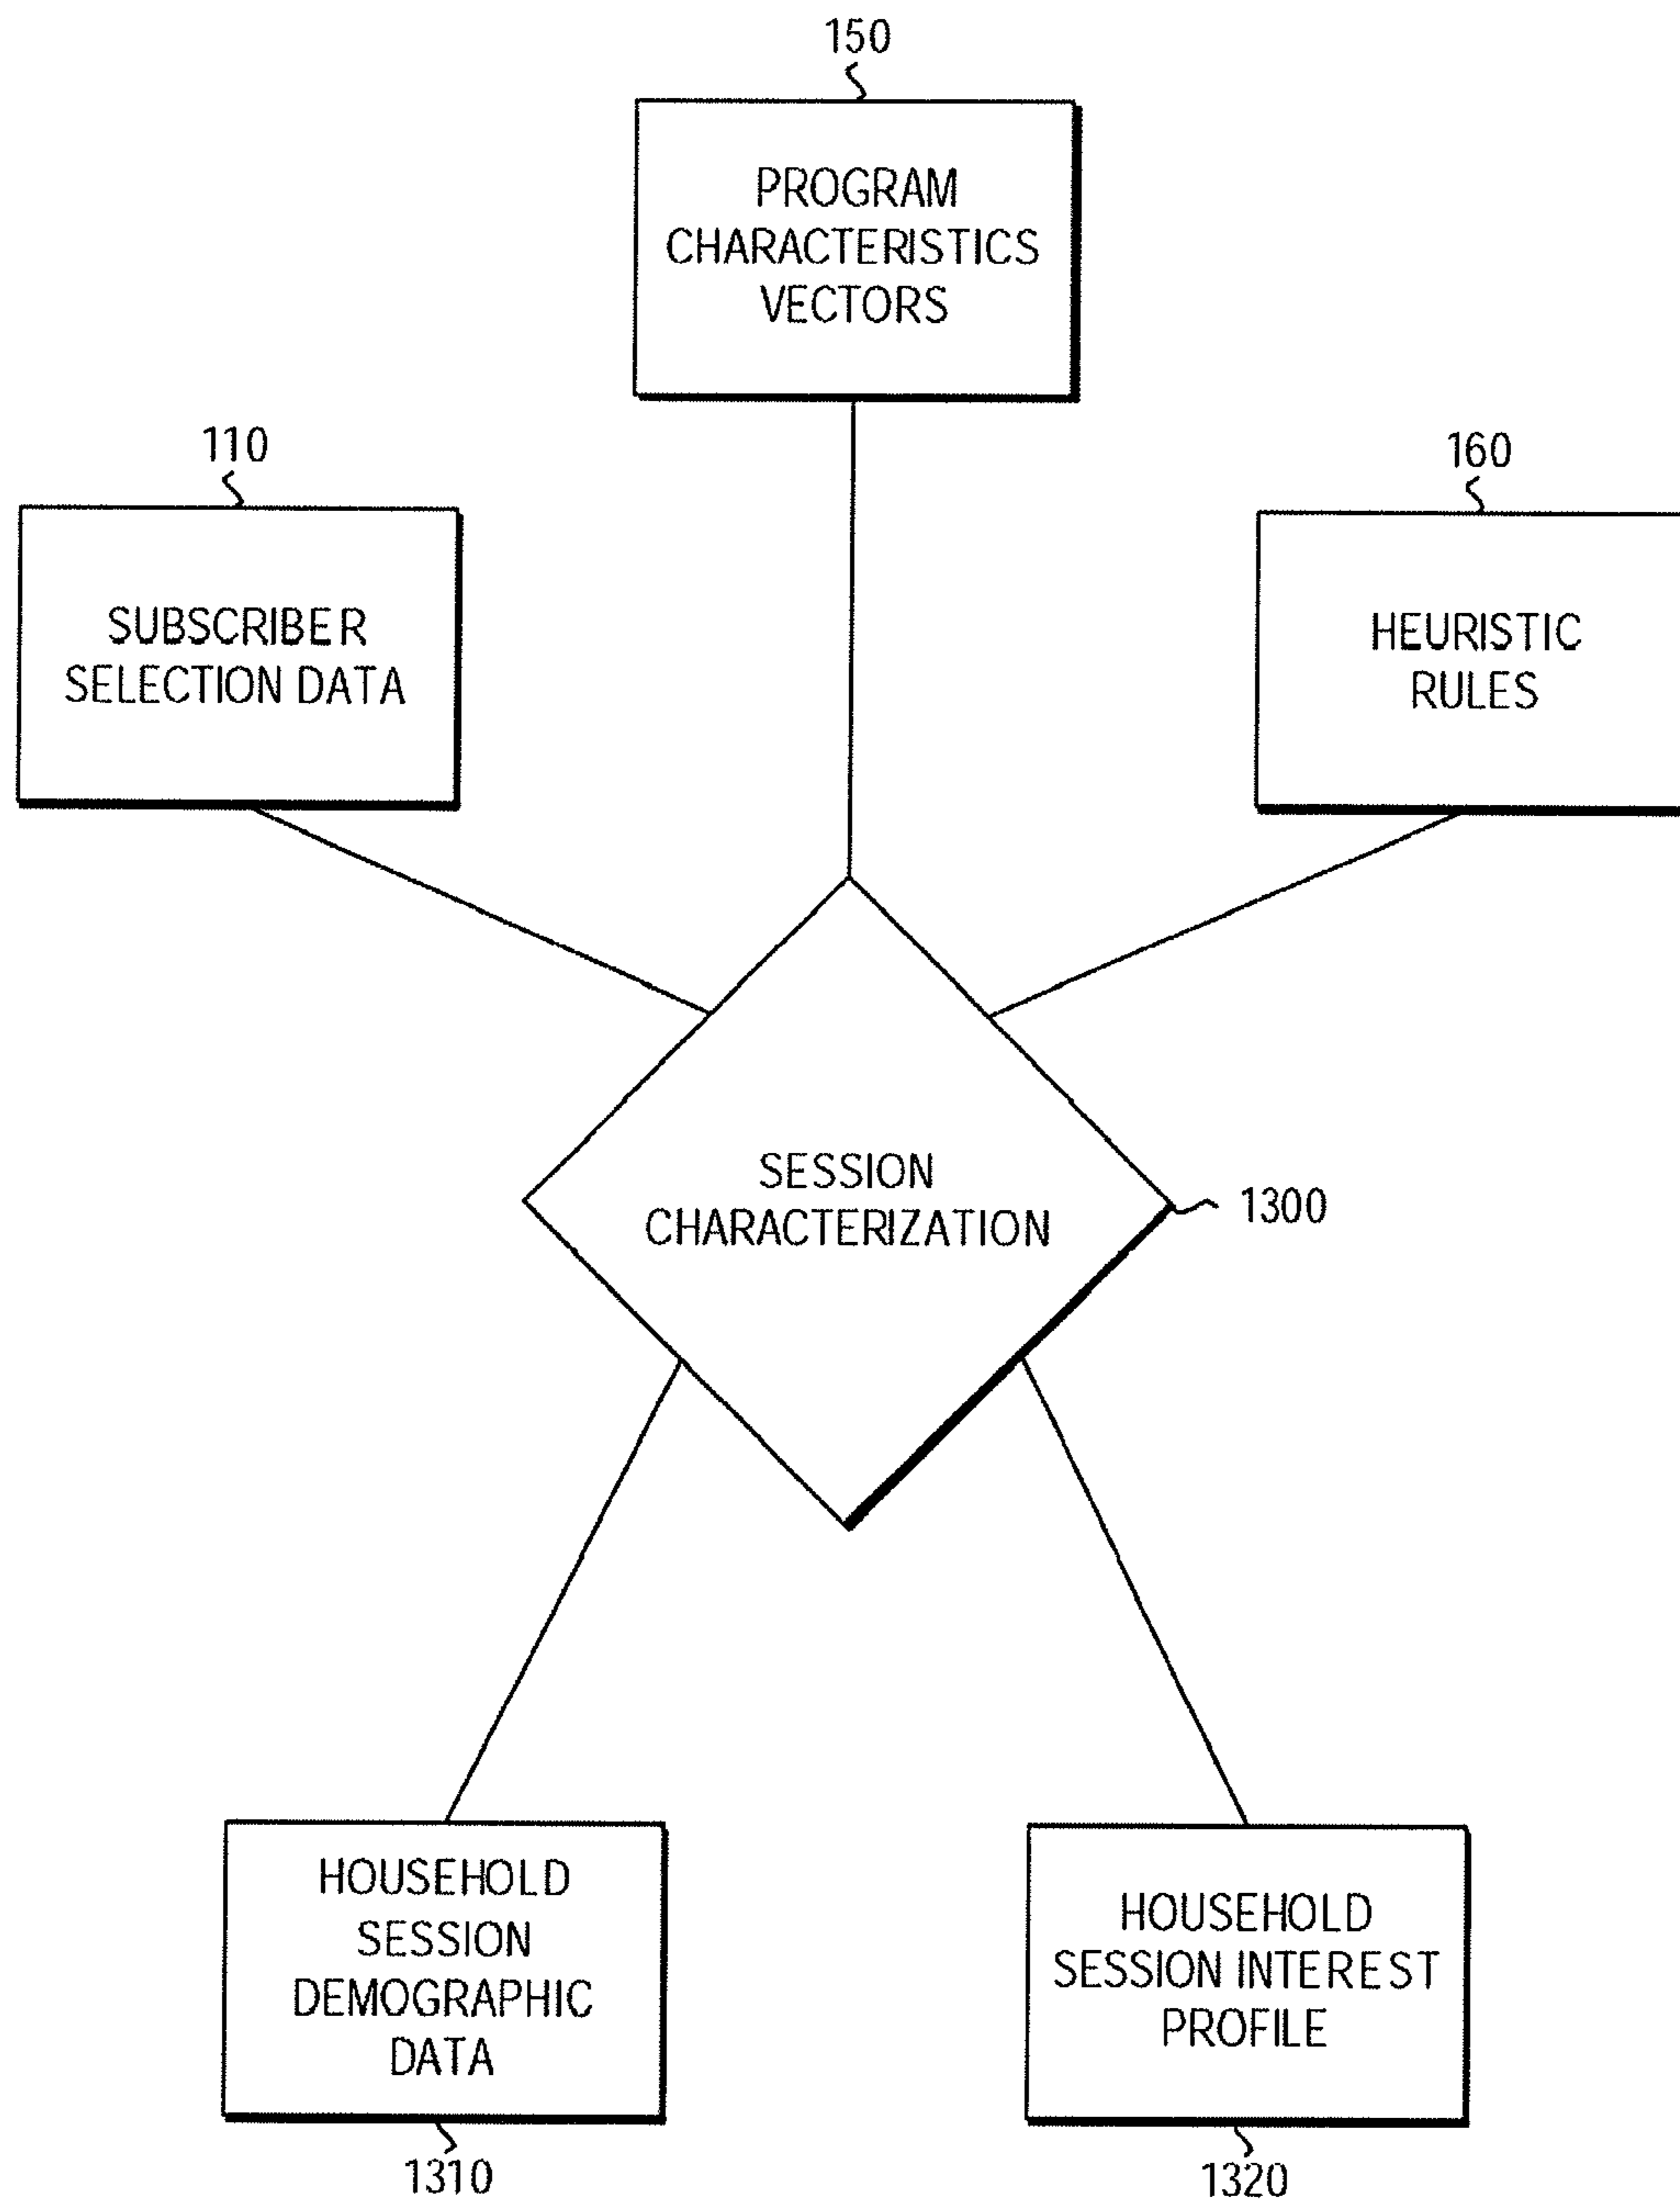 150
PROGRAM
CHARACTERISTICS
VECTORS
110
SUBSCRIBER
SELECTION DATA
160
HEURISTIC
RULES
SESSION
CHARACTERIZATION
1300
HOUSEHOLD
SESSION
DEMOGRAPHIC
DATA
1310
HOUSEHOLD
SESSION INTEREST
PROFILE
1320